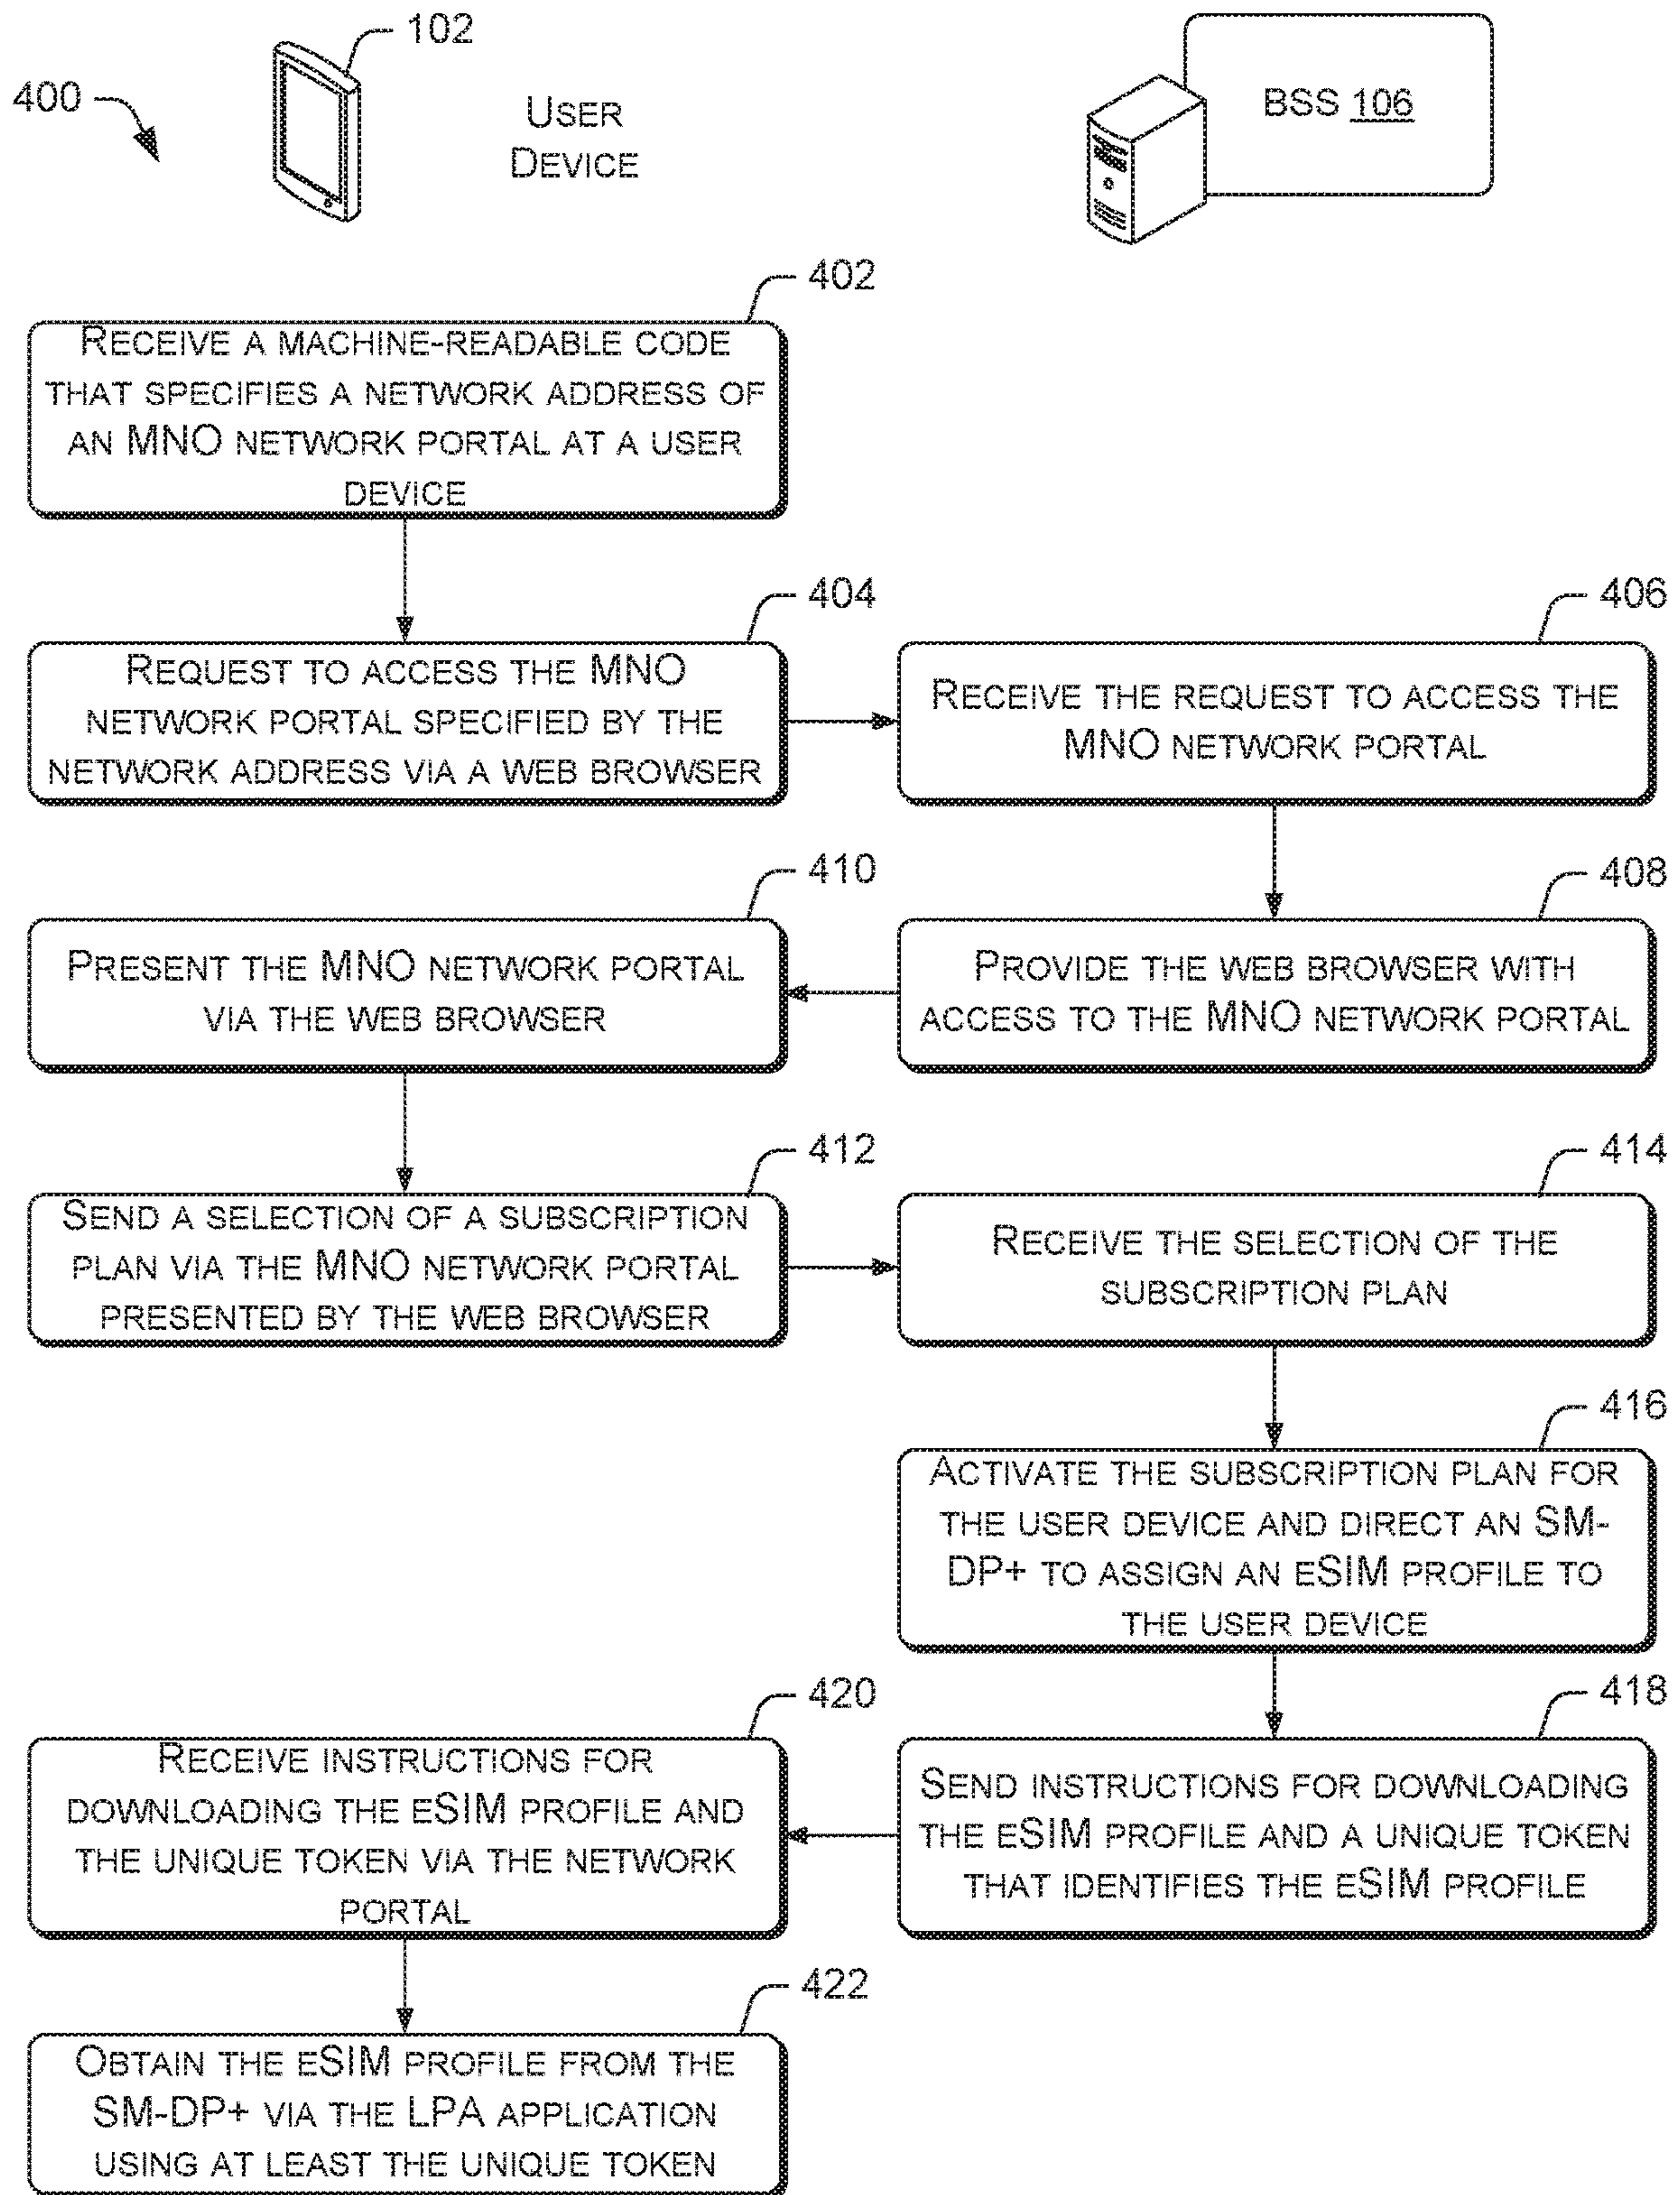 102
400
USER
DEVICE
BSS 106
402
RECEIVE A MACHINE-READABLE CODE
THAT SPECIFIES A NETWORK ADDRESS OF
AN MNO NETWORK PORTAL AT A USER
DEVICE
404
REQUEST TO ACCESS THE MNO
NETWORK PORTAL SPECIFIED BY THE
NETWORK ADDRESS VIA A WEB BROWSER
406
RECEIVE THE REQUEST TO ACCESS THE
MNO NETWORK PORTAL
410
PRESENT THE MNO NETWORK PORTAL
VIA THE WEB BROWSER
408
PROVIDE THE WEB BROWSER WITH
ACCESS TO THE MNO NETWORK PORTAL
412
SEND A SELECTION OF A SUBSCRIPTION
PLAN VIA THE MNO NETWORK PORTAL
PRESENTED BY THE WEB BROWSER
414
RECEIVE THE SELECTION OF THE
SUBSCRIPTION PLAN
416
ACTIVATE THE SUBSCRIPTION PLAN FOR
THE USER DEVICE AND DIRECT AN SM-
DP+ TO ASSIGN AN ESIM PROFILE TO
THE USER DEVICE
420
RECEIVE INSTRUCTIONS FOR
DOWNLOADING THE ESIM PROFILE AND
THE UNIQUE TOKEN VIA THE NETWORK
PORTAL
418
SEND INSTRUCTIONS FOR DOWNLOADING
THE ESIM PROFILE AND A UNIQUE TOKEN
THAT IDENTIFIES THE ESIM PROFILE
422
OBTAIN THE ESIM PROFILE FROM THE
SM-DP+ VIA THE LPA APPLICATION
USING AT LEAST THE UNIQUE TOKEN